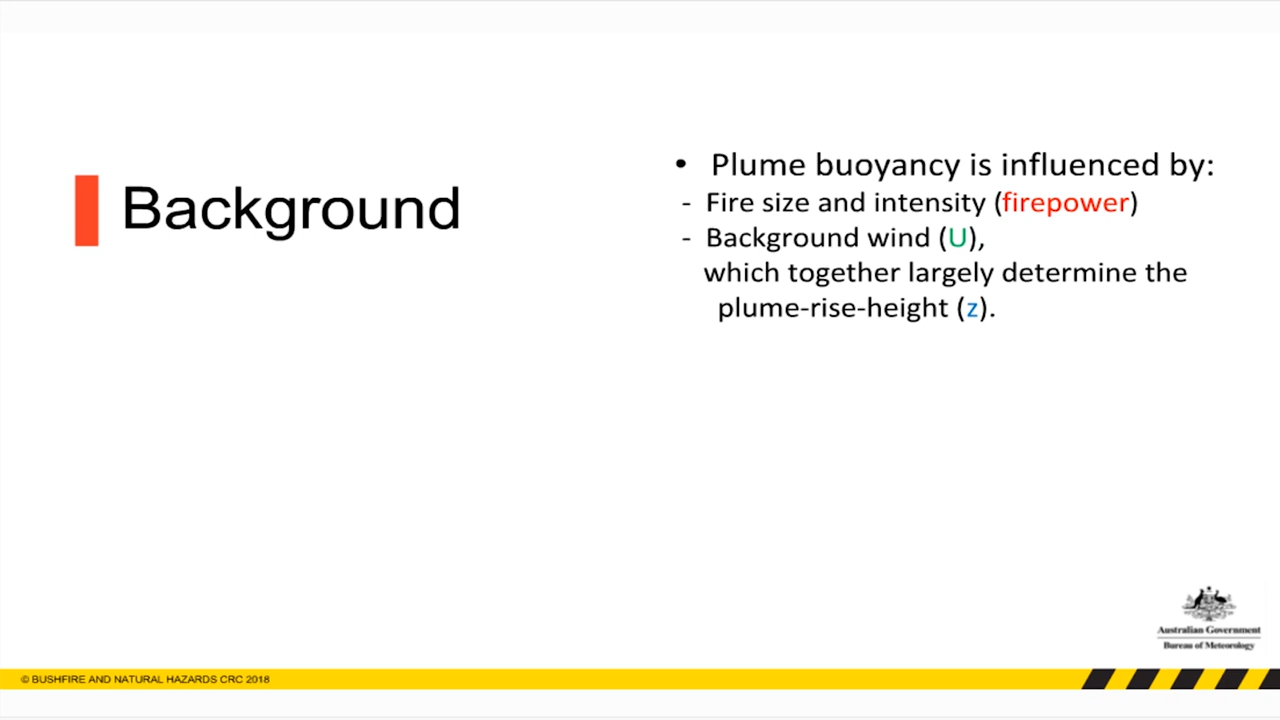 Background
• Plume buoyancy is influenced by:
- Fire size and intensity (firepower)
- Background wind (U),
which together largely determine the
plume-rise-height (z).
Australian Government
Bureau of Meteorology
© BUSHFIRE AND NATURAL HAZARDS CRC 2018